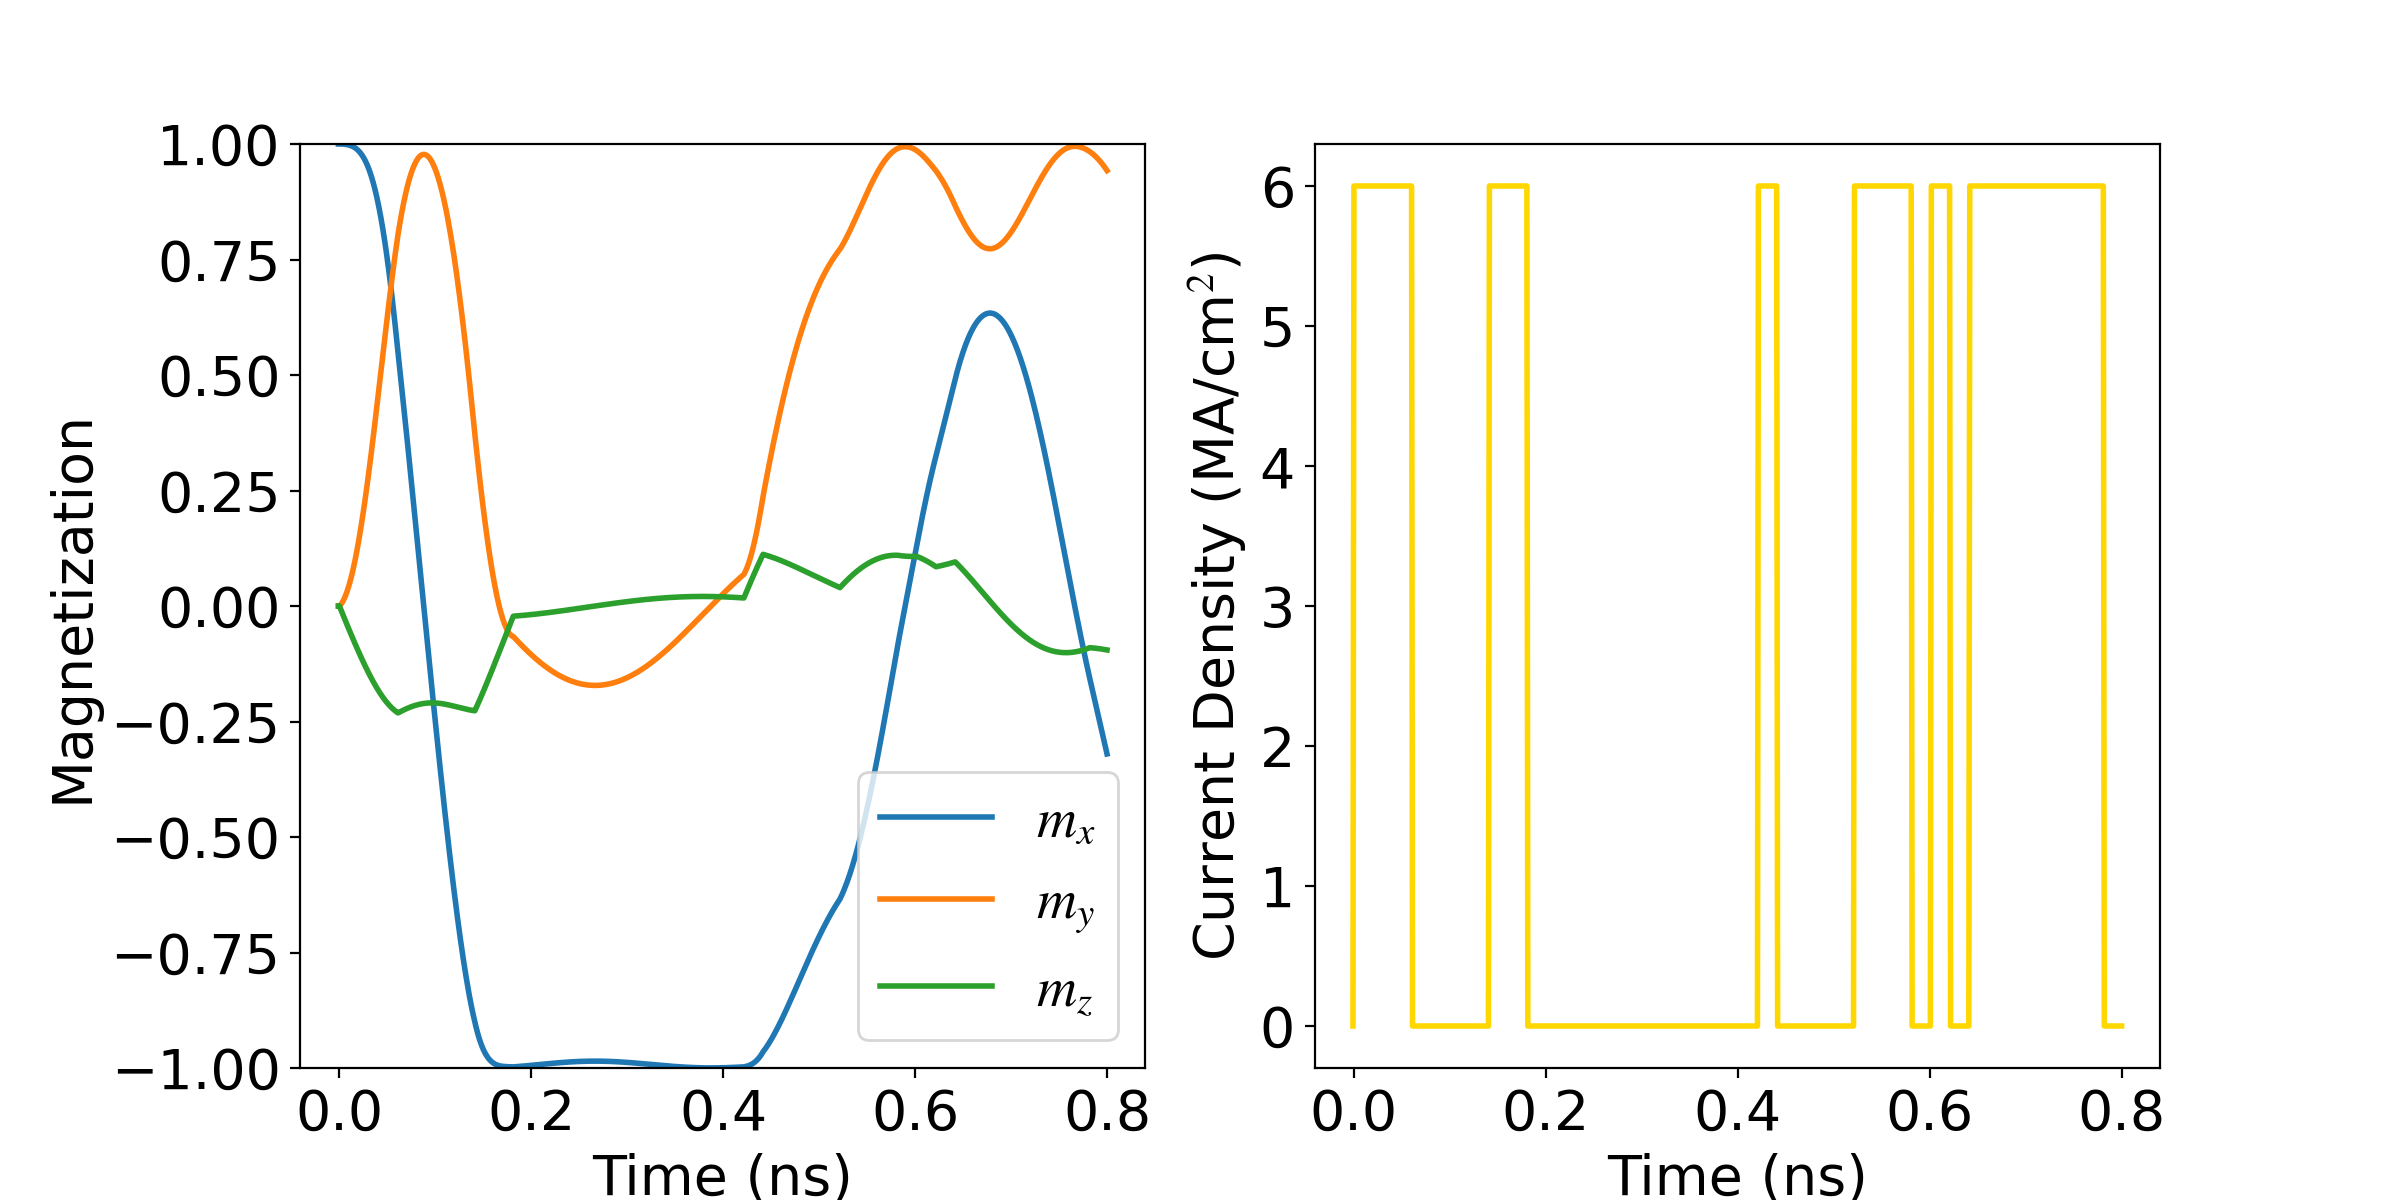 Magnetization
1.00
0.75
0.50
0.25
0.00
−0.25
−0.50
−0.75
−1.00
0.0 0.2 0.4 0.6 0.8
Time (ns)
mₓ
m_y
m_z
Current Density (MA/cm²)
6
5
4
3
2
1
0
0.0 0.2 0.4 0.6 0.8
Time (ns)